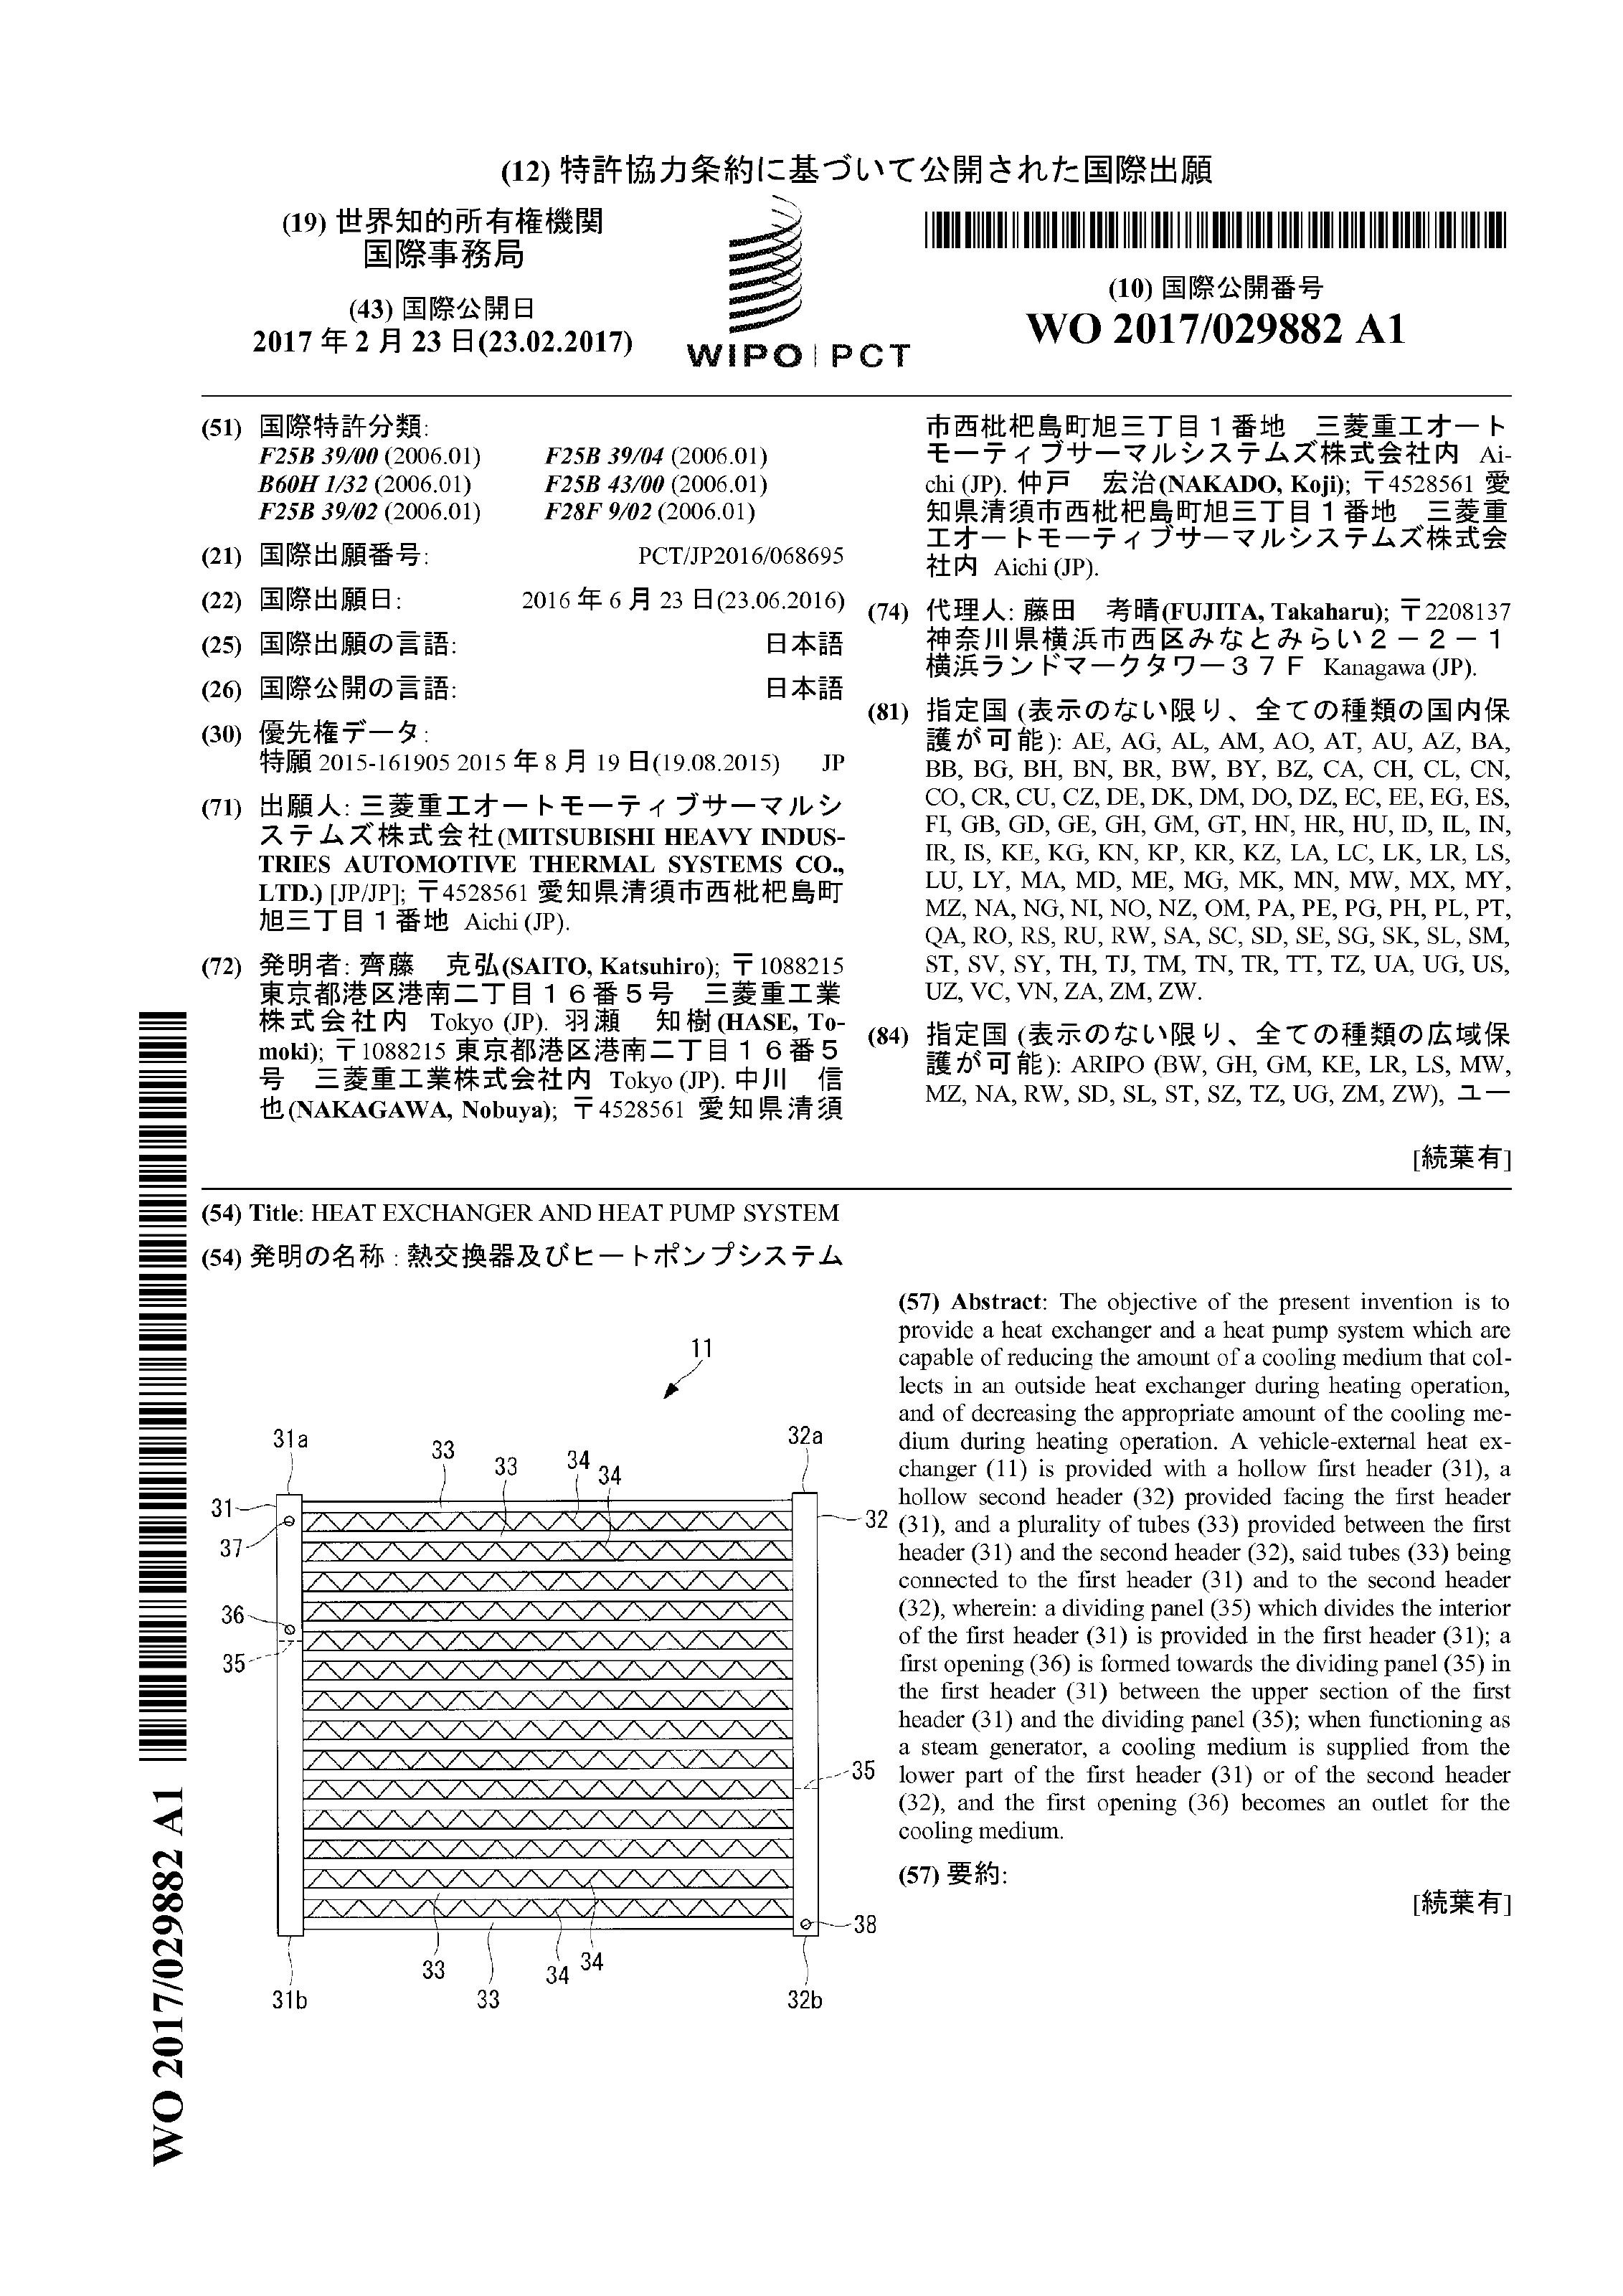 (12) 特許協力条約に基づいて公開された国際出願
(19) 世界知的所有権機関
国際事務局
(43) 国際公開日
2017 年 2 月 23 日(23.02.2017)
WIPO | PCT
(10) 国際公開番号
WO 2017/029882 A1
(51) 国際特許分類:
F25B 39/00 (2006.01) F25B 39/04 (2006.01)
B60H 1/32 (2006.01) F25B 43/00 (2006.01)
F25B 39/02 (2006.01) F28F 9/02 (2006.01)
(21) 国際出願番号: PCT/JP2016/068695
(22) 国際出願日: 2016 年 6 月 23 日(23.06.2016)
(25) 国際出願の言語: 日本語
(26) 国際公開の言語: 日本語
(30) 優先権データ:
特願 2015-161905 2015 年 8 月 19 日(19.08.2015) JP
(71) 出願人: 三菱重工オートモーティブサーマルシ
ステムズ株式会社(MITSUBISHI HEAVY INDUS-
TRIES AUTOMOTIVE THERMAL SYSTEMS CO.,
LTD.) [JP/JP]; 〒4528561 愛知県清須市西枇杷島町
旭三丁目1番地 Aichi (JP).
(72) 発明者: 齊藤 克弘(SAITO, Katsuhiro); 〒1088215
東京都港区港南二丁目16番5号 三菱重工業
株式会社内 Tokyo (JP). 羽瀬 知樹(HASE, To-
moki); 〒1088215 東京都港区港南二丁目16番5
号 三菱重工業株式会社内 Tokyo (JP). 中川 信
也(NAKAGAWA, Nobuya); 〒4528561 愛知県清須
市西枇杷島町旭三丁目1番地 三菱重工オート
モーティブサーマルシステムズ株式会社内 Ai-
chi (JP). 仲戸 宏治(NAKADO, Koji); 〒4528561 愛
知県清須市西枇杷島町旭三丁目1番地 三菱重
工オートモーティブサーマルシステムズ株式会
社内 Aichi (JP).
(74) 代理人: 藤田 考晴(FUJITA, Takaharu); 〒2208137
神奈川県横浜市西区みなとみらい2-2-1
横浜ランドマークタワー37F Kanagawa (JP).
(81) 指定国 (表示のない限り、全ての種類の国内保
護が可能): AE, AG, AL, AM, AO, AT, AU, AZ, BA,
BB, BG, BH, BN, BR, BW, BY, BZ, CA, CH, CL, CN,
CO, CR, CU, CZ, DE, DK, DM, DO, DZ, EC, EE, EG, ES,
FI, GB, GD, GE, GH, GM, GT, HN, HR, HU, ID, IL, IN,
IR, IS, KE, KG, KN, KP, KR, KZ, LA, LC, LK, LR, LS,
LU, LY, MA, MD, ME, MG, MK, MN, MW, MX, MY,
MZ, NA, NG, NI, NO, NZ, OM, PA, PE, PG, PH, PL, PT,
QA, RO, RS, RU, RW, SA, SC, SD, SE, SG, SK, SL, SM,
ST, SV, SY, TH, TJ, TM, TN, TR, TT, TZ, UA, UG, US,
UZ, VC, VN, ZA, ZM, ZW.
(84) 指定国 (表示のない限り、全ての種類の広域保
護が可能): ARIPO (BW, GH, GM, KE, LR, LS, MW,
MZ, NA, RW, SD, SL, ST, SZ, TZ, UG, ZM, ZW), ユー
[続葉有]
(54) Title: HEAT EXCHANGER AND HEAT PUMP SYSTEM
(54) 発明の名称 : 熱交換器及びヒートポンプシステム
11
31a
33
33
34
34
32a
31
37
32
36
35
35
38
33
33
34
34
31b
32b
(57) Abstract: The objective of the present invention is to
provide a heat exchanger and a heat pump system which are
capable of reducing the amount of a cooling medium that col-
lects in an outside heat exchanger during heating operation,
and of decreasing the appropriate amount of the cooling me-
dium during heating operation. A vehicle-external heat ex-
changer (11) is provided with a hollow first header (31), a
hollow second header (32) provided facing the first header
(31), and a plurality of tubes (33) provided between the first
header (31) and the second header (32), said tubes (33) being
connected to the first header (31) and to the second header
(32), wherein: a dividing panel (35) which divides the interior
of the first header (31) is provided in the first header (31); a
first opening (36) is formed towards the dividing panel (35) in
the first header (31) between the upper section of the first
header (31) and the dividing panel (35); when functioning as
a steam generator, a cooling medium is supplied from the
lower part of the first header (31) or of the second header
(32), and the first opening (36) becomes an outlet for the
cooling medium.
(57) 要約:
[続葉有]
WO 2017/029882 A1